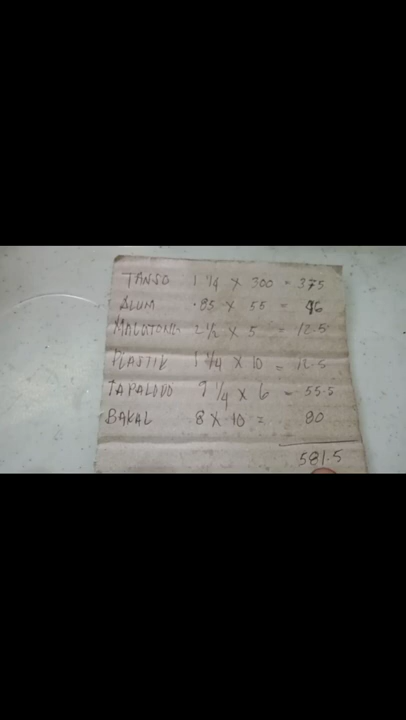 TANSO 1 1/4 X 300 = 375
ALUM .85 X 55 = 46
MALUTONG 2 1/2 X 5 = 12.5
PLASTIK 1 1/4 X 10 = 12.5
TAPALODO 9 1/4 X 6 = 55.5
BAKAL 8 X 10 = 80
581.5